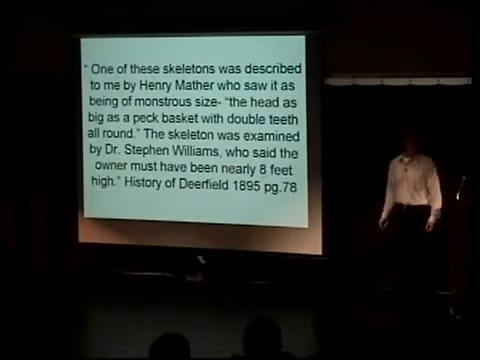 " One of these skeletons was described
to me by Henry Mather who saw it as
being of monstrous size- "the head as
big as a peck basket with double teeth
all round." The skeleton was examined
by Dr. Stephen Williams, who said the
owner must have been nearly 8 feet
high." History of Deerfield 1895 pg.78